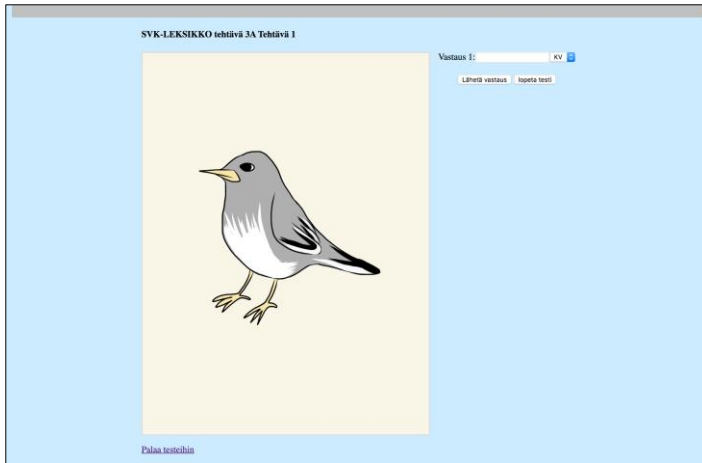 SVK-LEKSIKKO tehtävä 3A Tehtävä 1
Vastaus 1: KV
Lähetä vastaus lopeta testi
Palaa testeihin